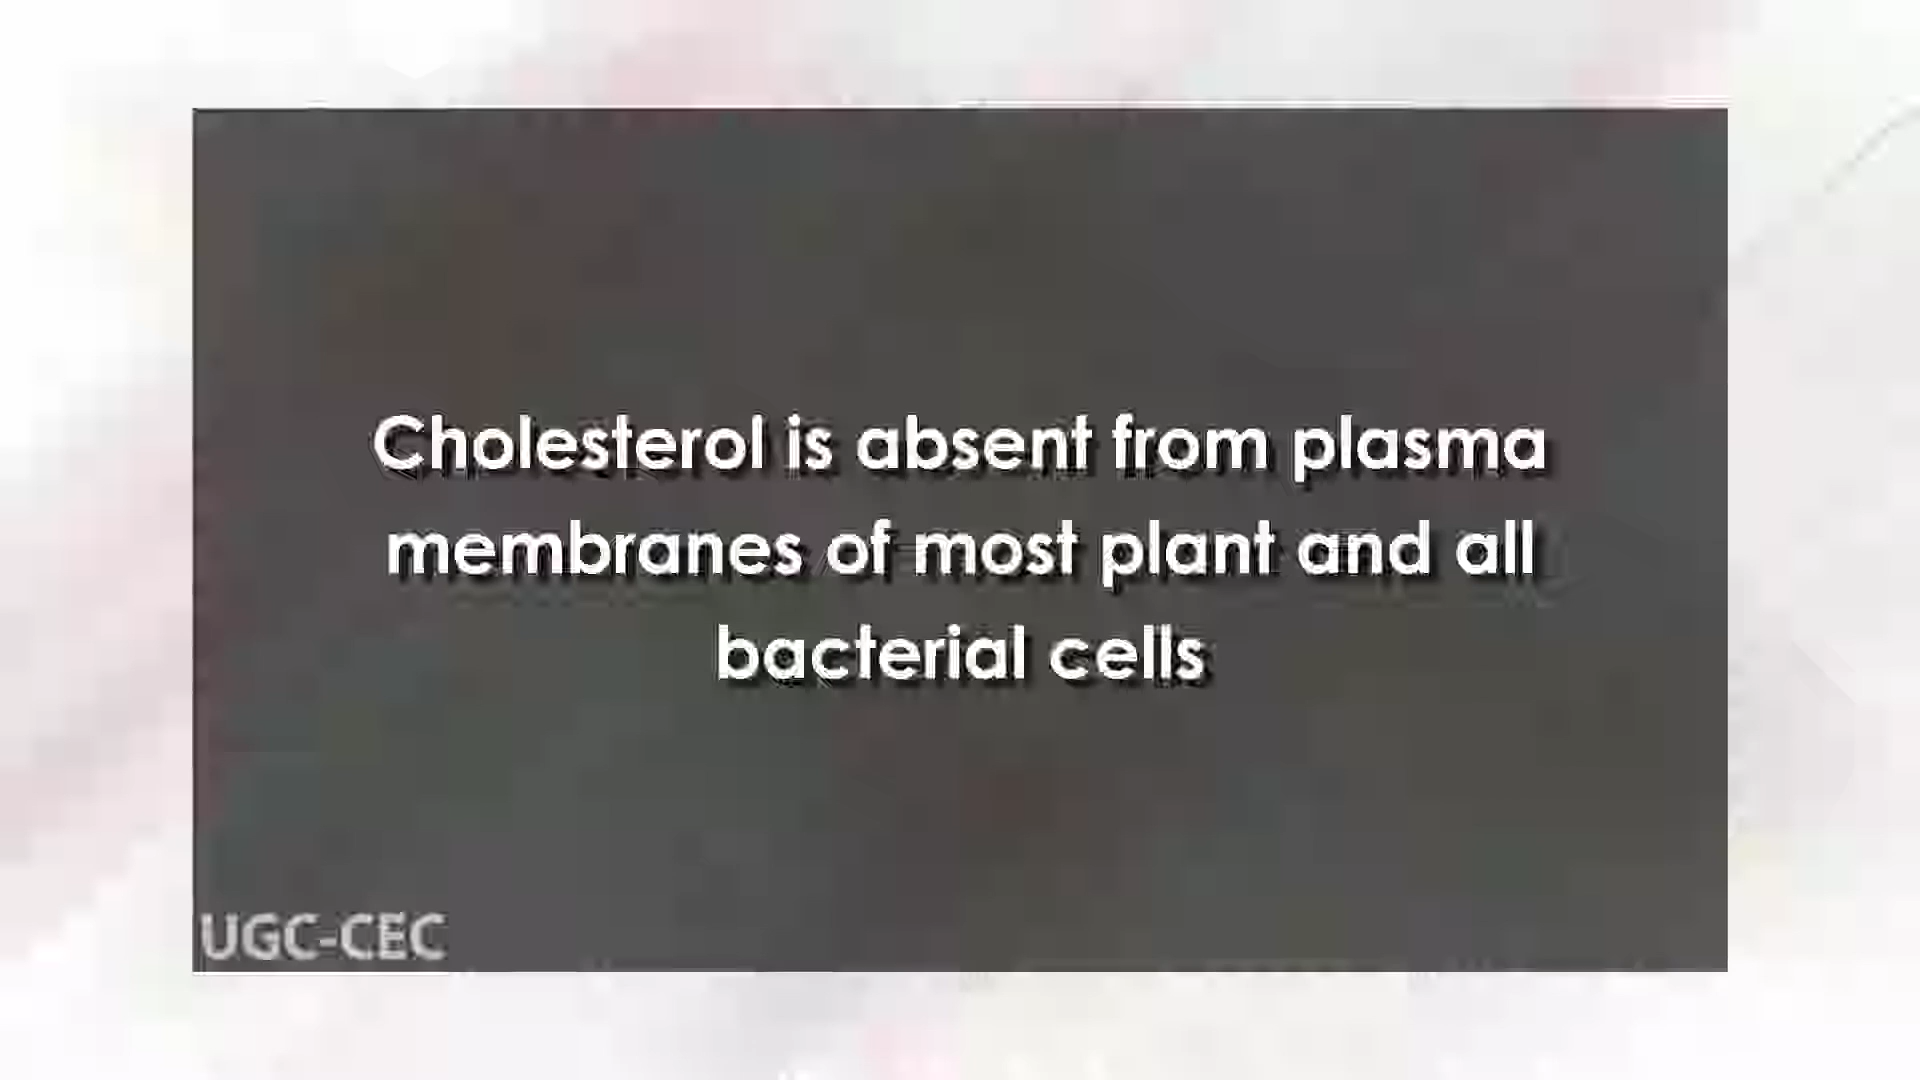 Cholesterol is absent from plasma
membranes of most plant and all
bacterial cells
UGC-CEC